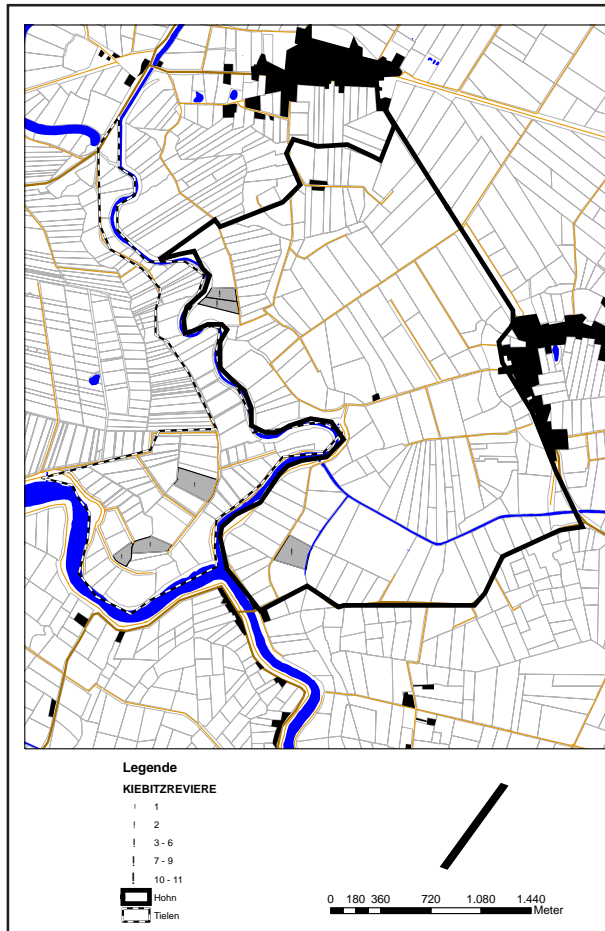 Legende
KIEBITZREVIERE
! 1
! 2
! 3 - 6
! 7 - 9
! 10 - 11
Hohn
Tielen
0 180 360 720 1.080 1.440
Meter